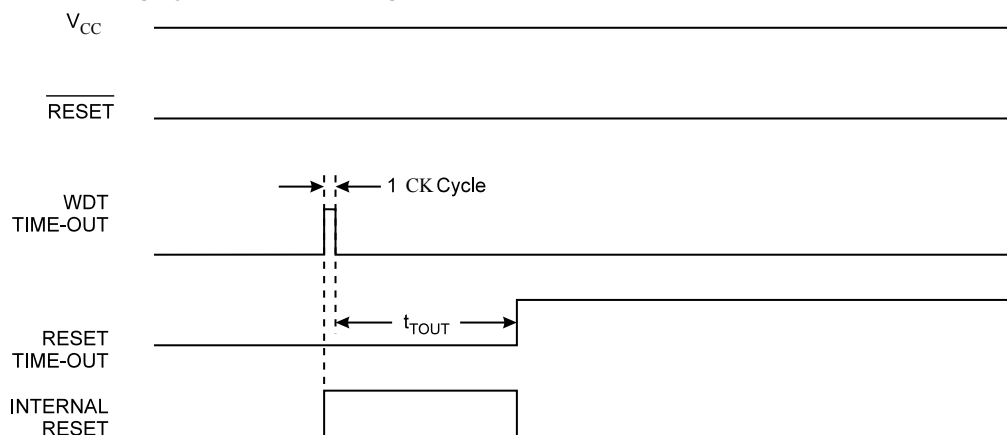 V_CC
RESET
1 CK Cycle
WDT
TIME-OUT
t_TOUT
RESET
TIME-OUT
INTERNAL
RESET